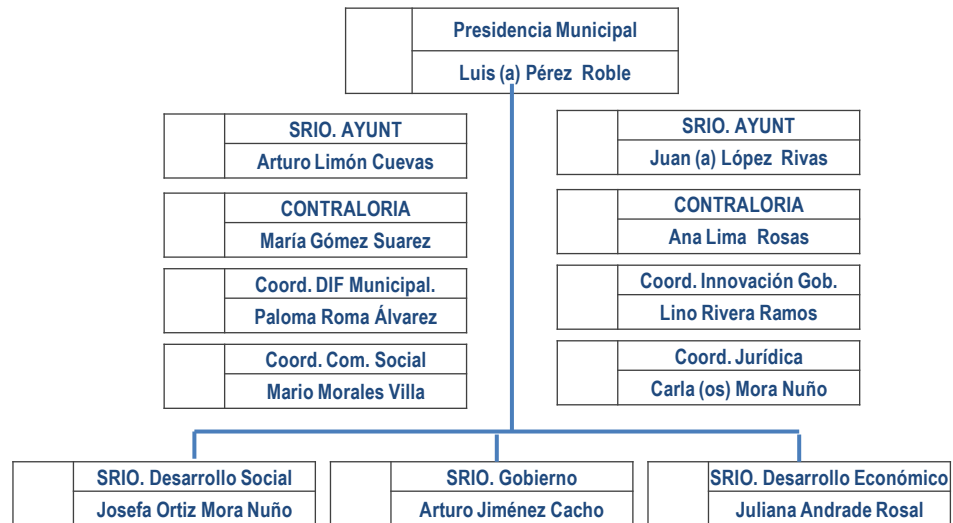 Presidencia Municipal
Luis (a) Pérez Roble
SRIO. AYUNT
Arturo Limón Cuevas
SRIO. AYUNT
Juan (a) López Rivas
CONTRALORIA
María Gómez Suarez
CONTRALORIA
Ana Lima Rosas
Coord. DIF Municipal.
Paloma Roma Álvarez
Coord. Innovación Gob.
Lino Rivera Ramos
Coord. Com. Social
Mario Morales Villa
Coord. Jurídica
Carla (os) Mora Nuño
SRIO. Desarrollo Social
Josefa Ortiz Mora Nuño
SRIO. Gobierno
Arturo Jiménez Cacho
SRIO. Desarrollo Económico
Juliana Andrade Rosal